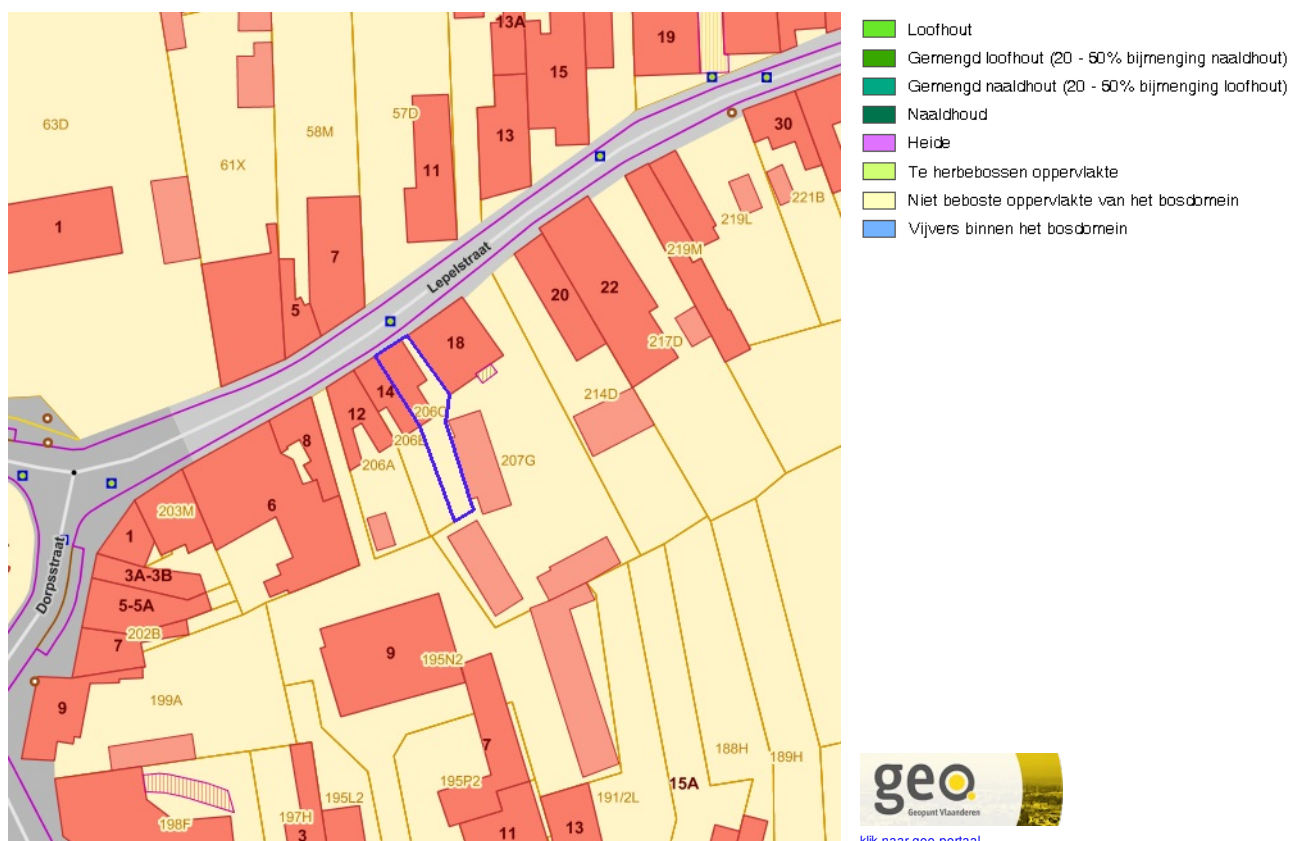 13A
19
15
57D
63D
58M
13
30
61X
11
221B
219L
1
219M
7
Lepelstraat
5
20
22
18
217D
14
214D
206C
12
206B
8
206A
207G
6
203M
1
3A-3B
Dorpsstraat
5-5A
202B
7
9
195N2
199A
9
7
188H
189H
195P2
15A
195L2
191/2L
197H
198F
3
11
13
Loofhout
Gemengd loofhout (20 - 50% bijmenging naaldhout)
Gemengd naaldhout (20 - 50% bijmenging loofhout)
Naaldhoud
Heide
Te herbebossen oppervlakte
Niet beboste oppervlakte van het bosdomein
Vijvers binnen het bosdomein
geo.
Geopunt Vlaanderen
klik naar geo-portaal